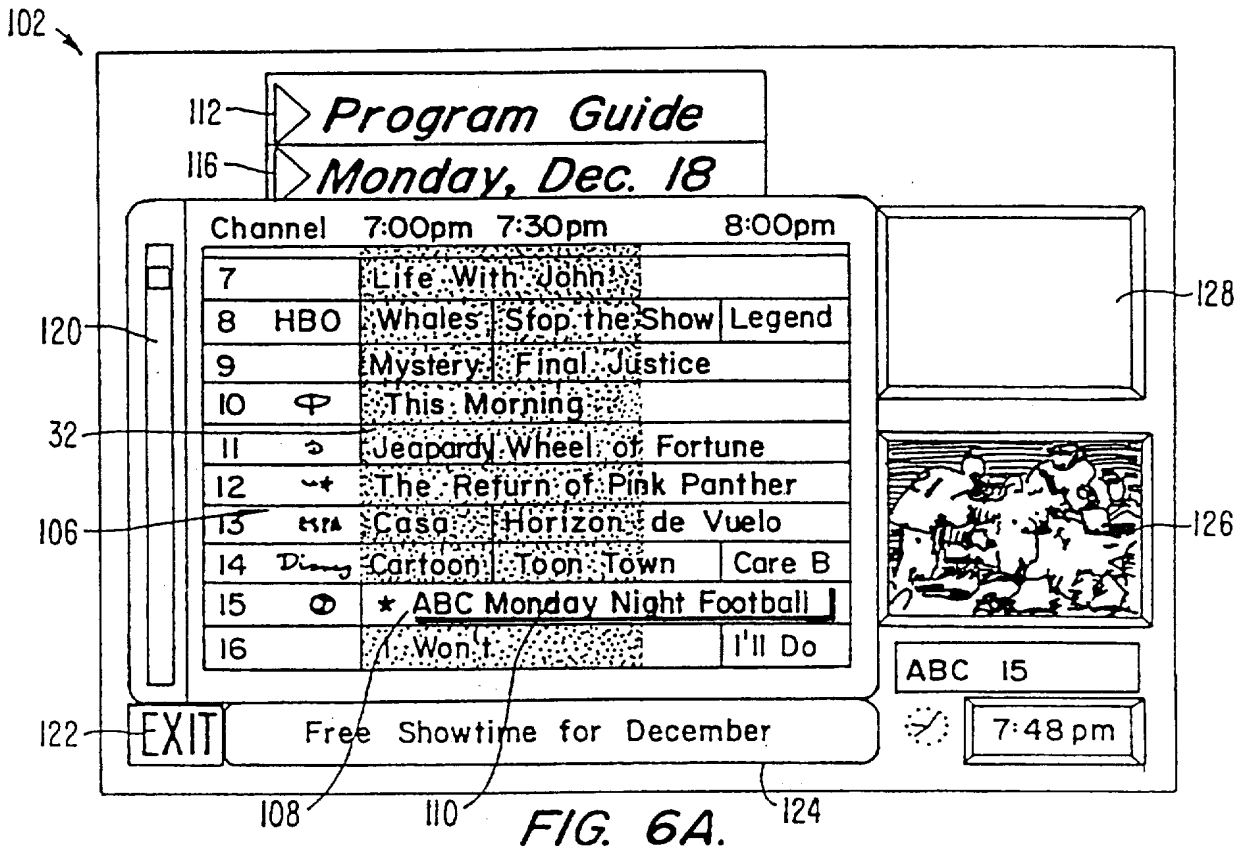 102
112
Program Guide
116
Monday, Dec. 18
Channel 7:00pm 7:30pm 8:00pm
7 Life With John
8 HBO Whales Stop the Show Legend
128
120
9 Mystery Final Justice
10 This Morning
32
11 Jeapardy Wheel of Fortune
12 The Return of Pink Panther
106
13 Casa Horizon de Vuelo
126
14 Disney Cartoon Toon Town Care B
15 ★ ABC Monday Night Football
16 I Won't I'll Do
ABC 15
122
EXIT
Free Showtime for December
7:48pm
108
110
124
FIG. 6A.